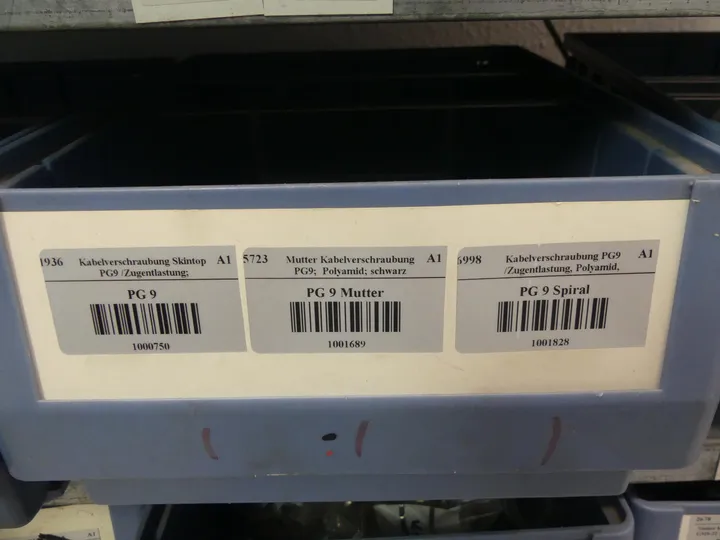 1936 Kabelverschraubung Skintop A1
PG9 /Zugentlastung;
PG 9
1000750
5723 Mutter Kabelverschraubung A1
PG9; Polyamid; schwarz
PG 9 Mutter
1001689
6998 Kabelverschraubung PG9 A1
/Zugentlastung, Polyamid,
PG 9 Spiral
1001828
A1